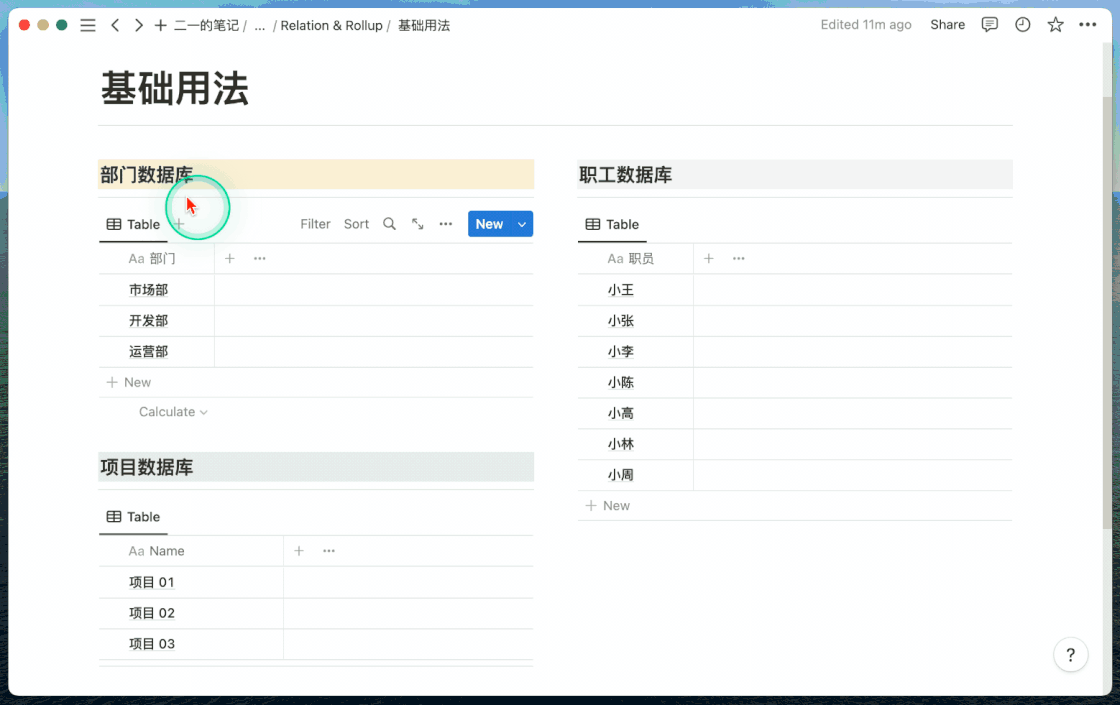 二一的笔记 / ... / Relation & Rollup / 基础用法
Edited 11m ago Share
基础用法
部门数据库
Table
Filter Sort New
Aa 部门
市场部
开发部
运营部
New
Calculate
项目数据库
Table
Aa Name
项目 01
项目 02
项目 03
职工数据库
Table
Aa 职员
小王
小张
小李
小陈
小高
小林
小周
New
?